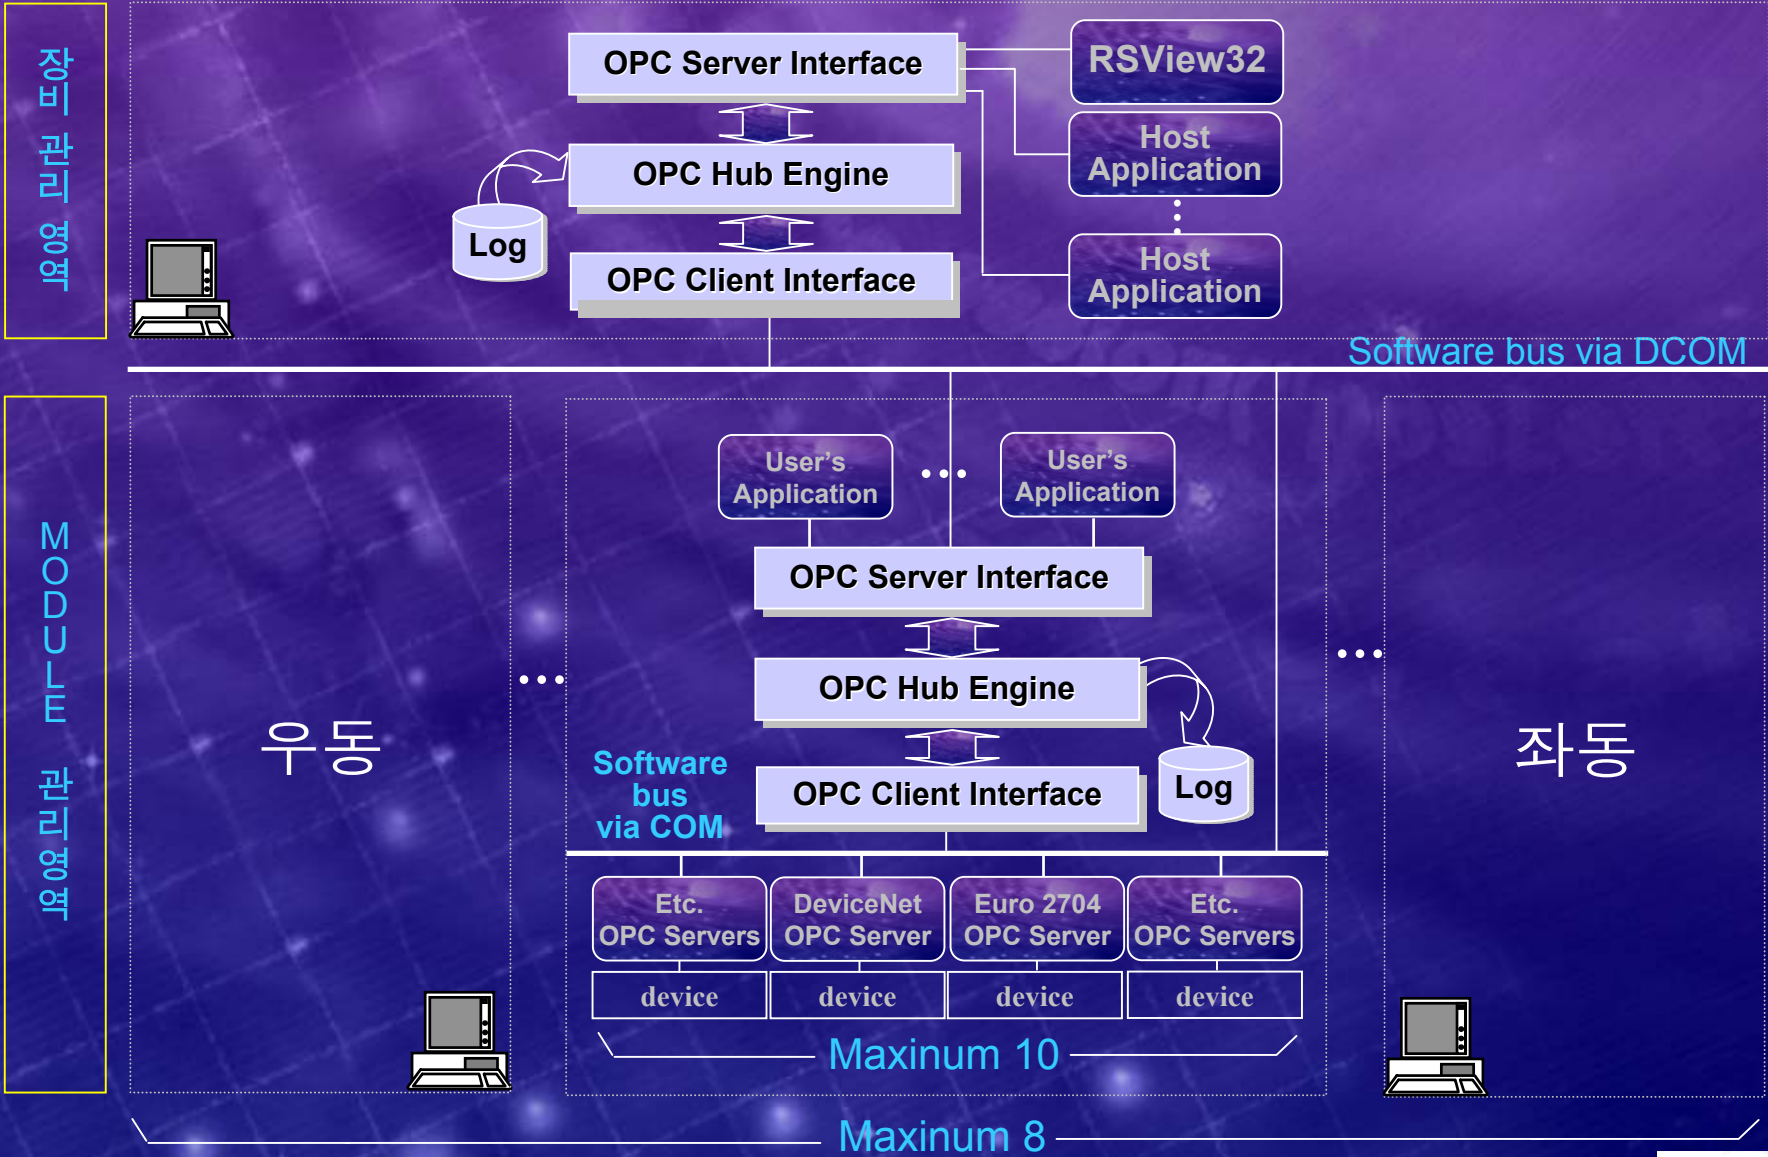 장비 관리 영역
OPC Server Interface
RSView32
Host
Application
OPC Hub Engine
Log
Host
Application
OPC Client Interface
Software bus via DCOM
MODULE 관리영역
우동
User's
Application
...
User's
Application
OPC Server Interface
...
OPC Hub Engine
...
좌동
Software
bus
via COM
OPC Client Interface
Log
Etc.
OPC Servers
DeviceNet
OPC Server
Euro 2704
OPC Server
Etc.
OPC Servers
device
device
device
device
Maxinum 10
Maxinum 8